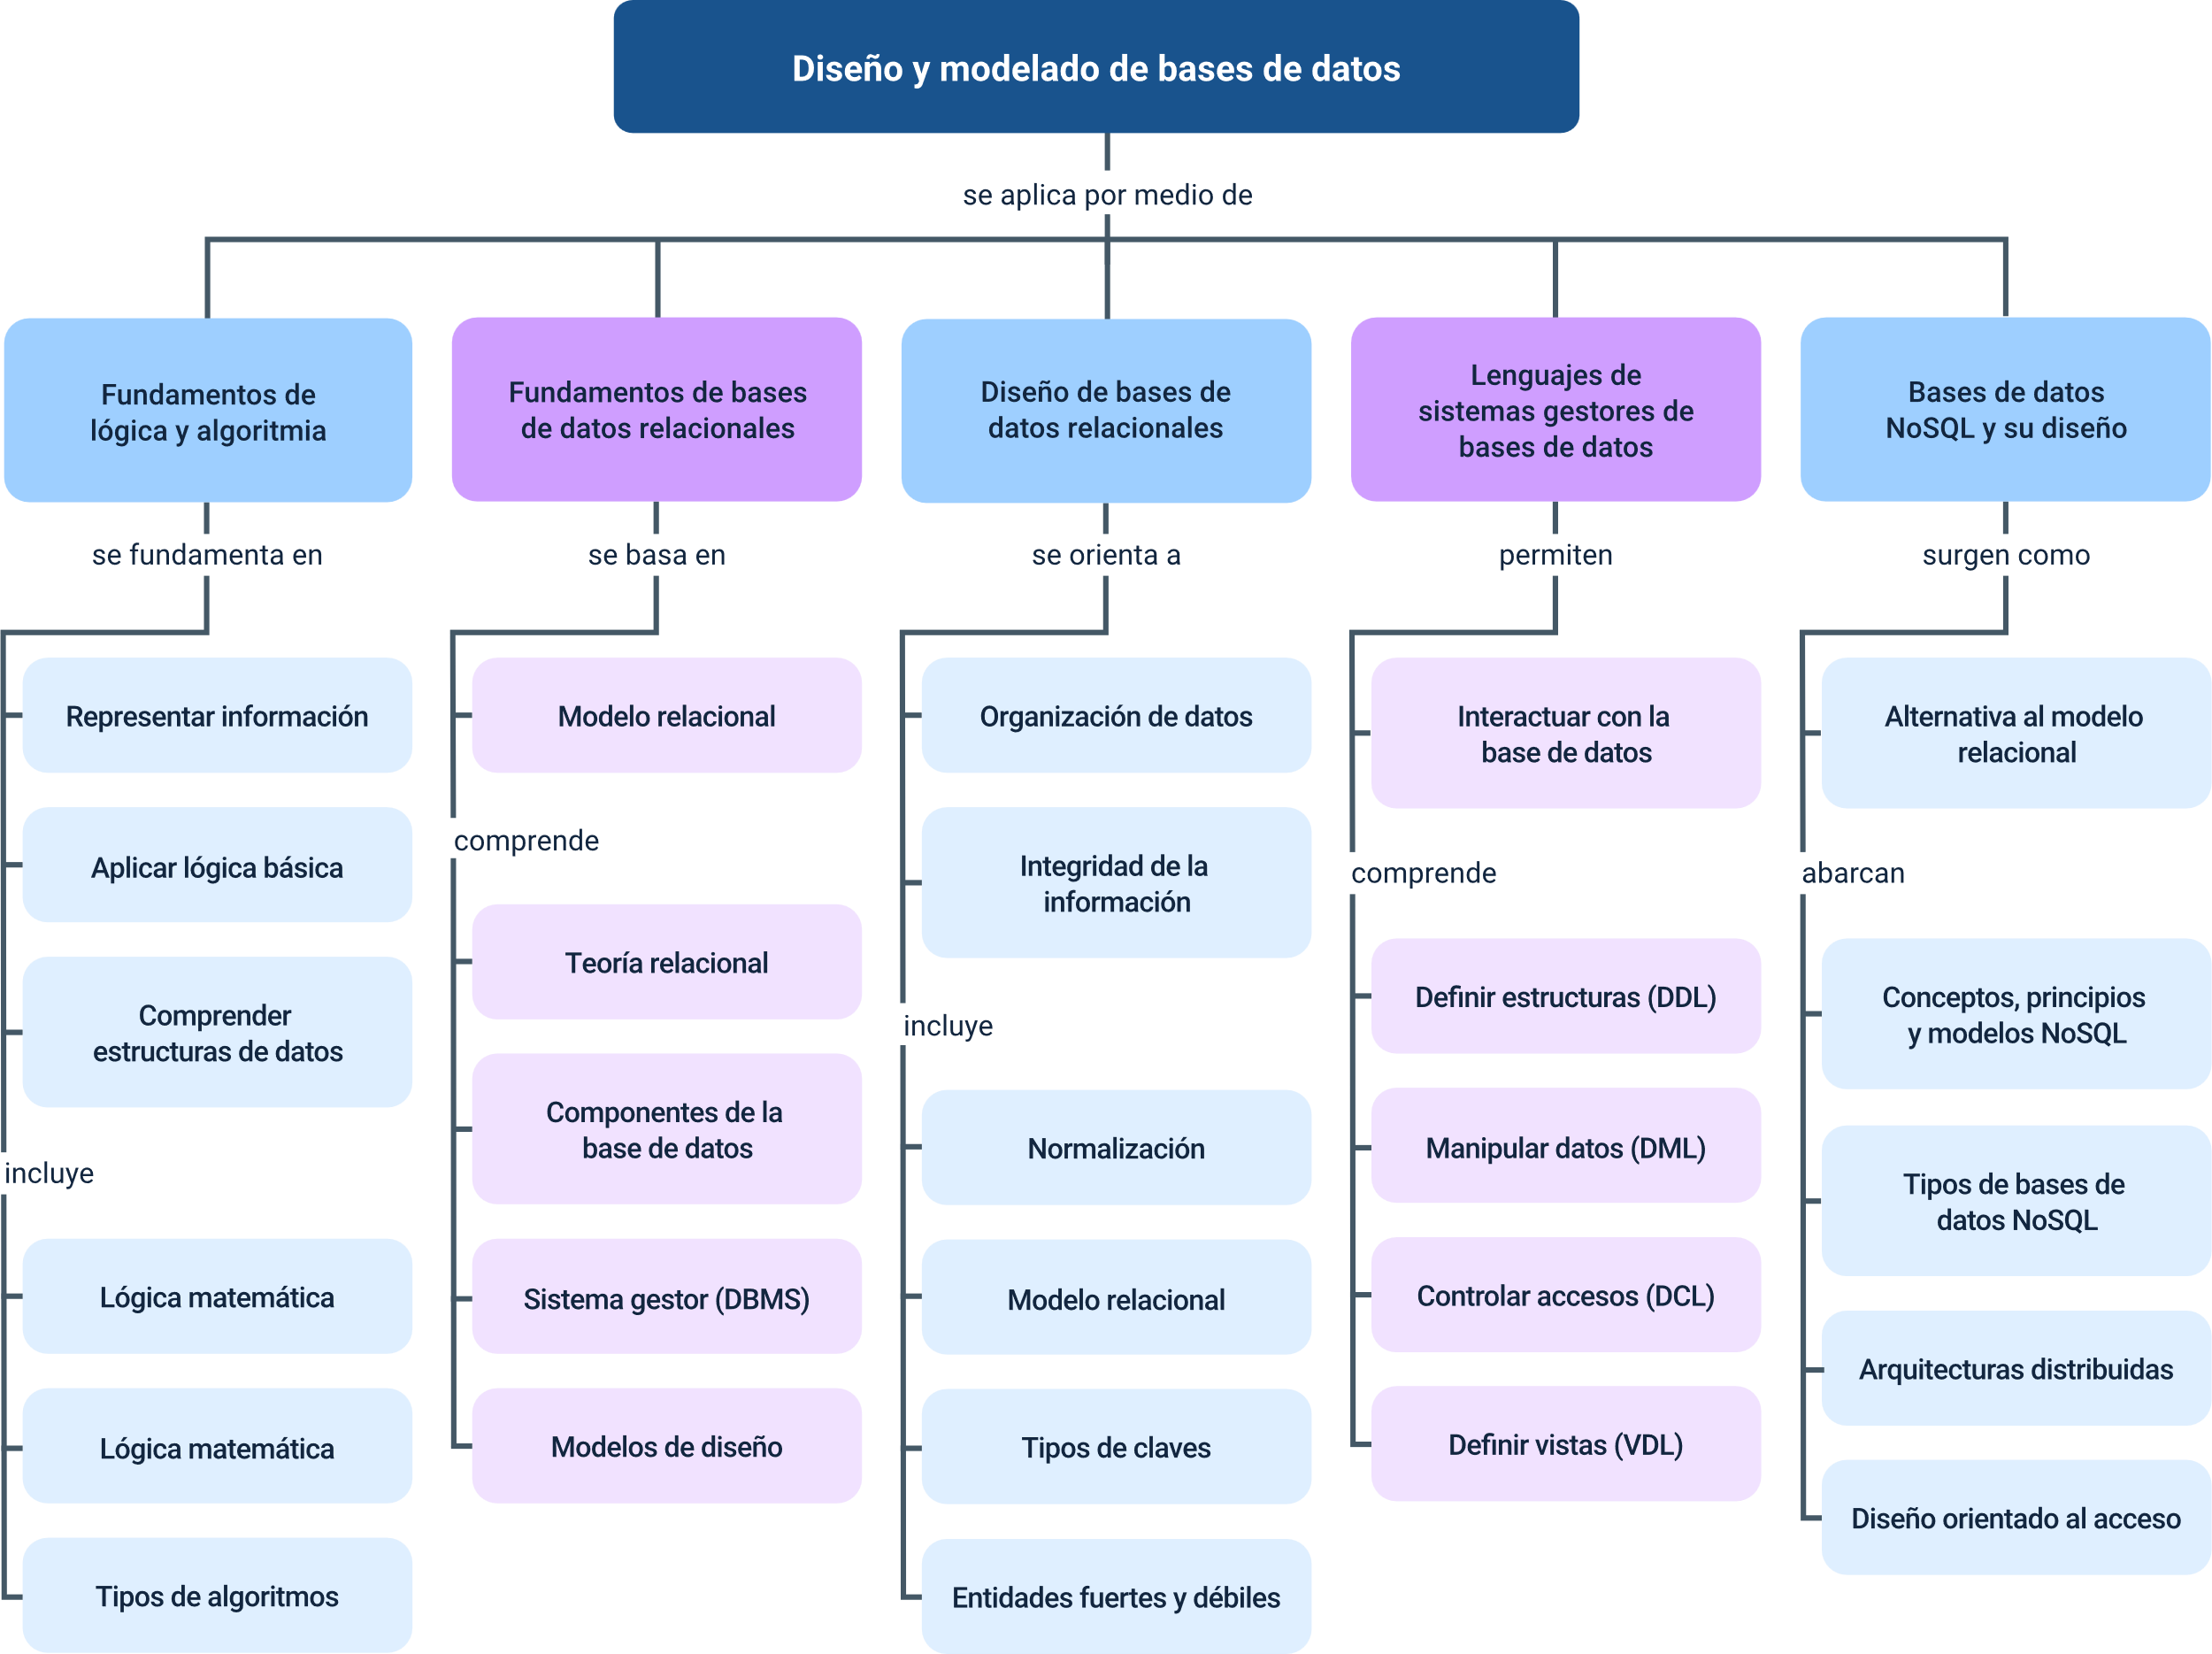 Diseño y modelado de bases de datos
se aplica por medio de
Fundamentos de
lógica y algoritmia
se fundamenta en
Representar información
Aplicar lógica básica
Comprender
estructuras de datos
incluye
Lógica matemática
Lógica matemática
Tipos de algoritmos
Fundamentos de bases
de datos relacionales
se basa en
Modelo relacional
comprende
Teoría relacional
Componentes de la
base de datos
Sistema gestor (DBMS)
Modelos de diseño
Diseño de bases de
datos relacionales
se orienta a
Organización de datos
Integridad de la
información
incluye
Normalización
Modelo relacional
Tipos de claves
Entidades fuertes y débiles
Lenguajes de
sistemas gestores de
bases de datos
permiten
Interactuar con la
base de datos
comprende
Definir estructuras (DDL)
Manipular datos (DML)
Controlar accesos (DCL)
Definir vistas (VDL)
Bases de datos
NoSQL y su diseño
surgen como
Alternativa al modelo
relacional
abarcan
Conceptos, principios
y modelos NoSQL
Tipos de bases de
datos NoSQL
Arquitecturas distribuidas
Diseño orientado al acceso